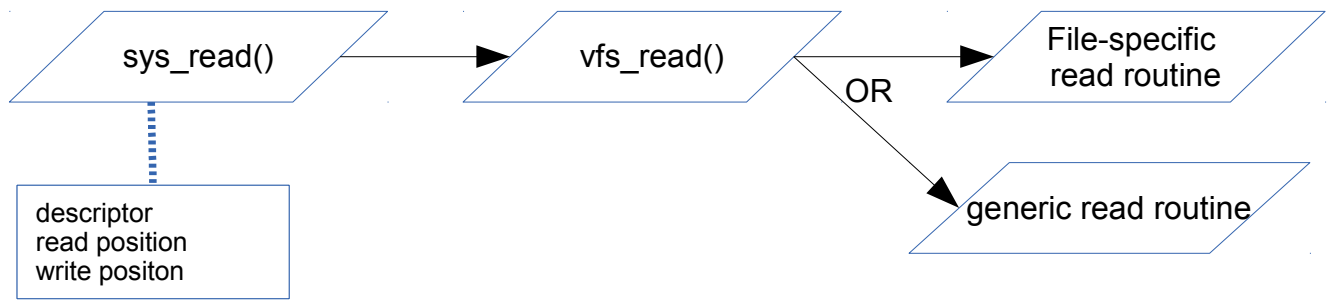 sys_read()
vfs_read()
File-specific
read routine
OR
generic read routine
descriptor
read position
write positon